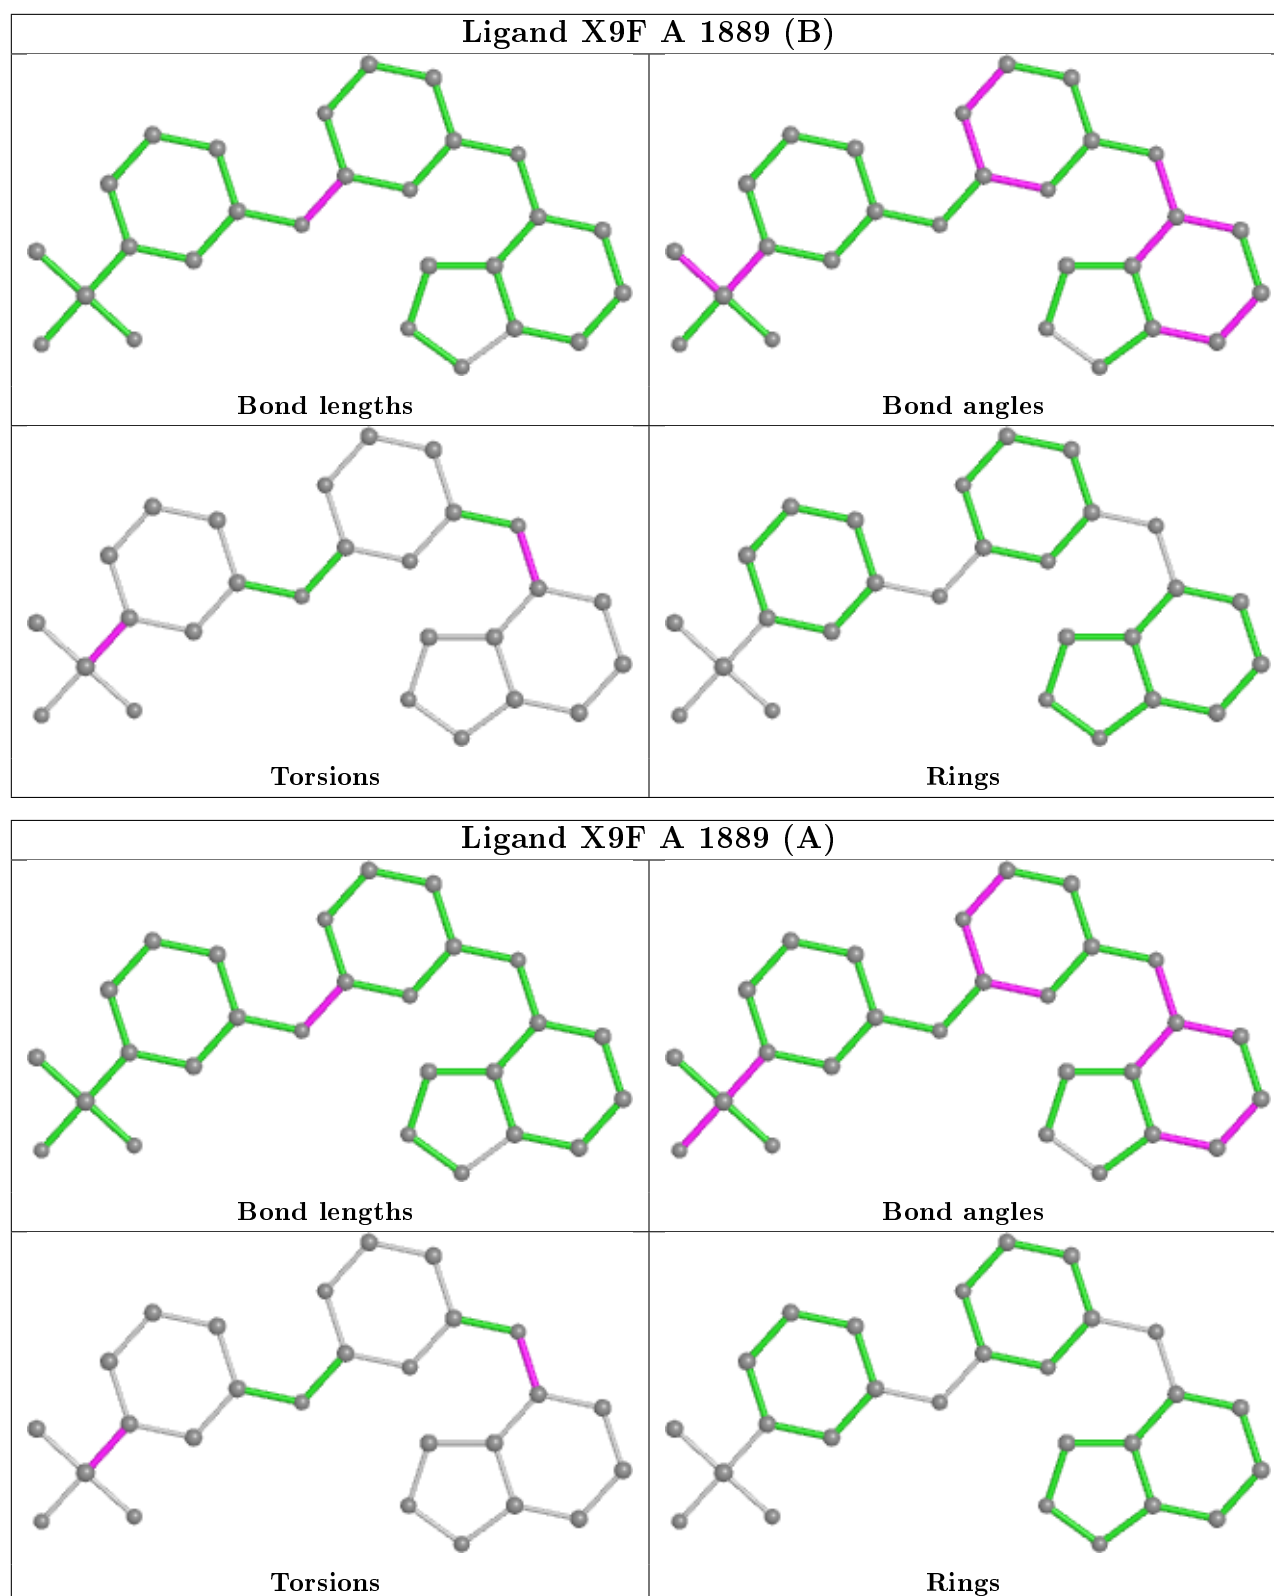 Ligand X9F A 1889 (B)
Bond lengths
Bond angles
Torsions
Rings
Ligand X9F A 1889 (A)
Bond lengths
Bond angles
Torsions
Rings